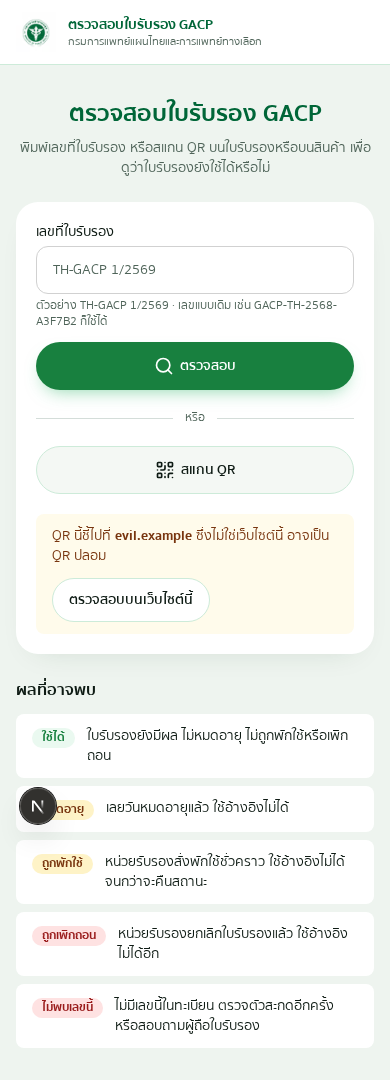 ตรวจสอบใบรับรอง GACP
กรมการแพทย์แผนไทยและการแพทย์ทางเลือก
ตรวจสอบใบรับรอง GACP
พิมพ์เลขที่ใบรับรอง หรือสแกน QR บนใบรับรองหรือบนสินค้า เพื่อ
ดูว่าใบรับรองยังใช้ได้หรือไม่
เลขที่ใบรับรอง
TH-GACP 1/2569
ตัวอย่าง TH-GACP 1/2569 · เลขแบบเดิม เช่น GACP-TH-2568-
A3F7B2 ก็ใช้ได้
ตรวจสอบ
หรือ
สแกน QR
QR นี้ชี้ไปที่ evil.example ซึ่งไม่ใช่เว็บไซต์นี้ อาจเป็น
QR ปลอม
ตรวจสอบบนเว็บไซต์นี้
ผลที่อาจพบ
ใช้ได้
ใบรับรองยังมีผล ไม่หมดอายุ ไม่ถูกพักใช้หรือเพิก
ถอน
N
ดอายุ
เลยวันหมดอายุแล้ว ใช้อ้างอิงไม่ได้
ถูกพักใช้
หน่วยรับรองสั่งพักใช้ชั่วคราว ใช้อ้างอิงไม่ได้
จนกว่าจะคืนสถานะ
ถูกเพิกถอน
หน่วยรับรองยกเลิกใบรับรองแล้ว ใช้อ้างอิง
ไม่ได้อีก
ไม่พบเลขนี้
ไม่มีเลขนี้ในทะเบียน ตรวจตัวสะกดอีกครั้ง
หรือสอบถามผู้ถือใบรับรอง